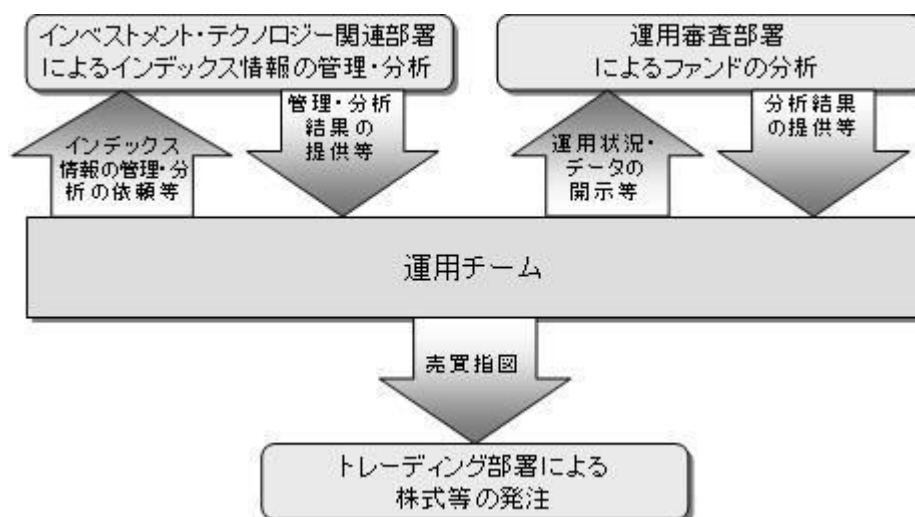 インベストメント・テクノロジー関連部署
によるインデックス情報の管理・分析
運用審査部署
によるファンドの分析
インデックス
情報の管理・分
析の依頼等
管理・分析
結果の
提供等
運用状況・
データの
開示等
分析結果
の提供等
運用チーム
売買指図
トレーディング部署による
株式等の発注